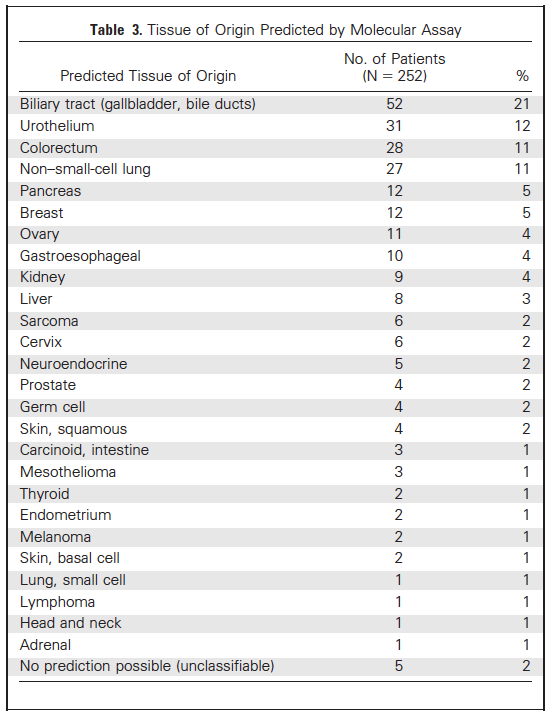 Table 3. Tissue of Origin Predicted by Molecular Assay
Predicted Tissue of Origin No. of Patients (N = 252) %
Biliary tract (gallbladder, bile ducts) 52 21
Urothelium 31 12
Colorectum 28 11
Non–small-cell lung 27 11
Pancreas 12 5
Breast 12 5
Ovary 11 4
Gastroesophageal 10 4
Kidney 9 4
Liver 8 3
Sarcoma 6 2
Cervix 6 2
Neuroendocrine 5 2
Prostate 4 2
Germ cell 4 2
Skin, squamous 4 2
Carcinoid, intestine 3 1
Mesothelioma 3 1
Thyroid 2 1
Endometrium 2 1
Melanoma 2 1
Skin, basal cell 2 1
Lung, small cell 1 1
Lymphoma 1 1
Head and neck 1 1
Adrenal 1 1
No prediction possible (unclassifiable) 5 2